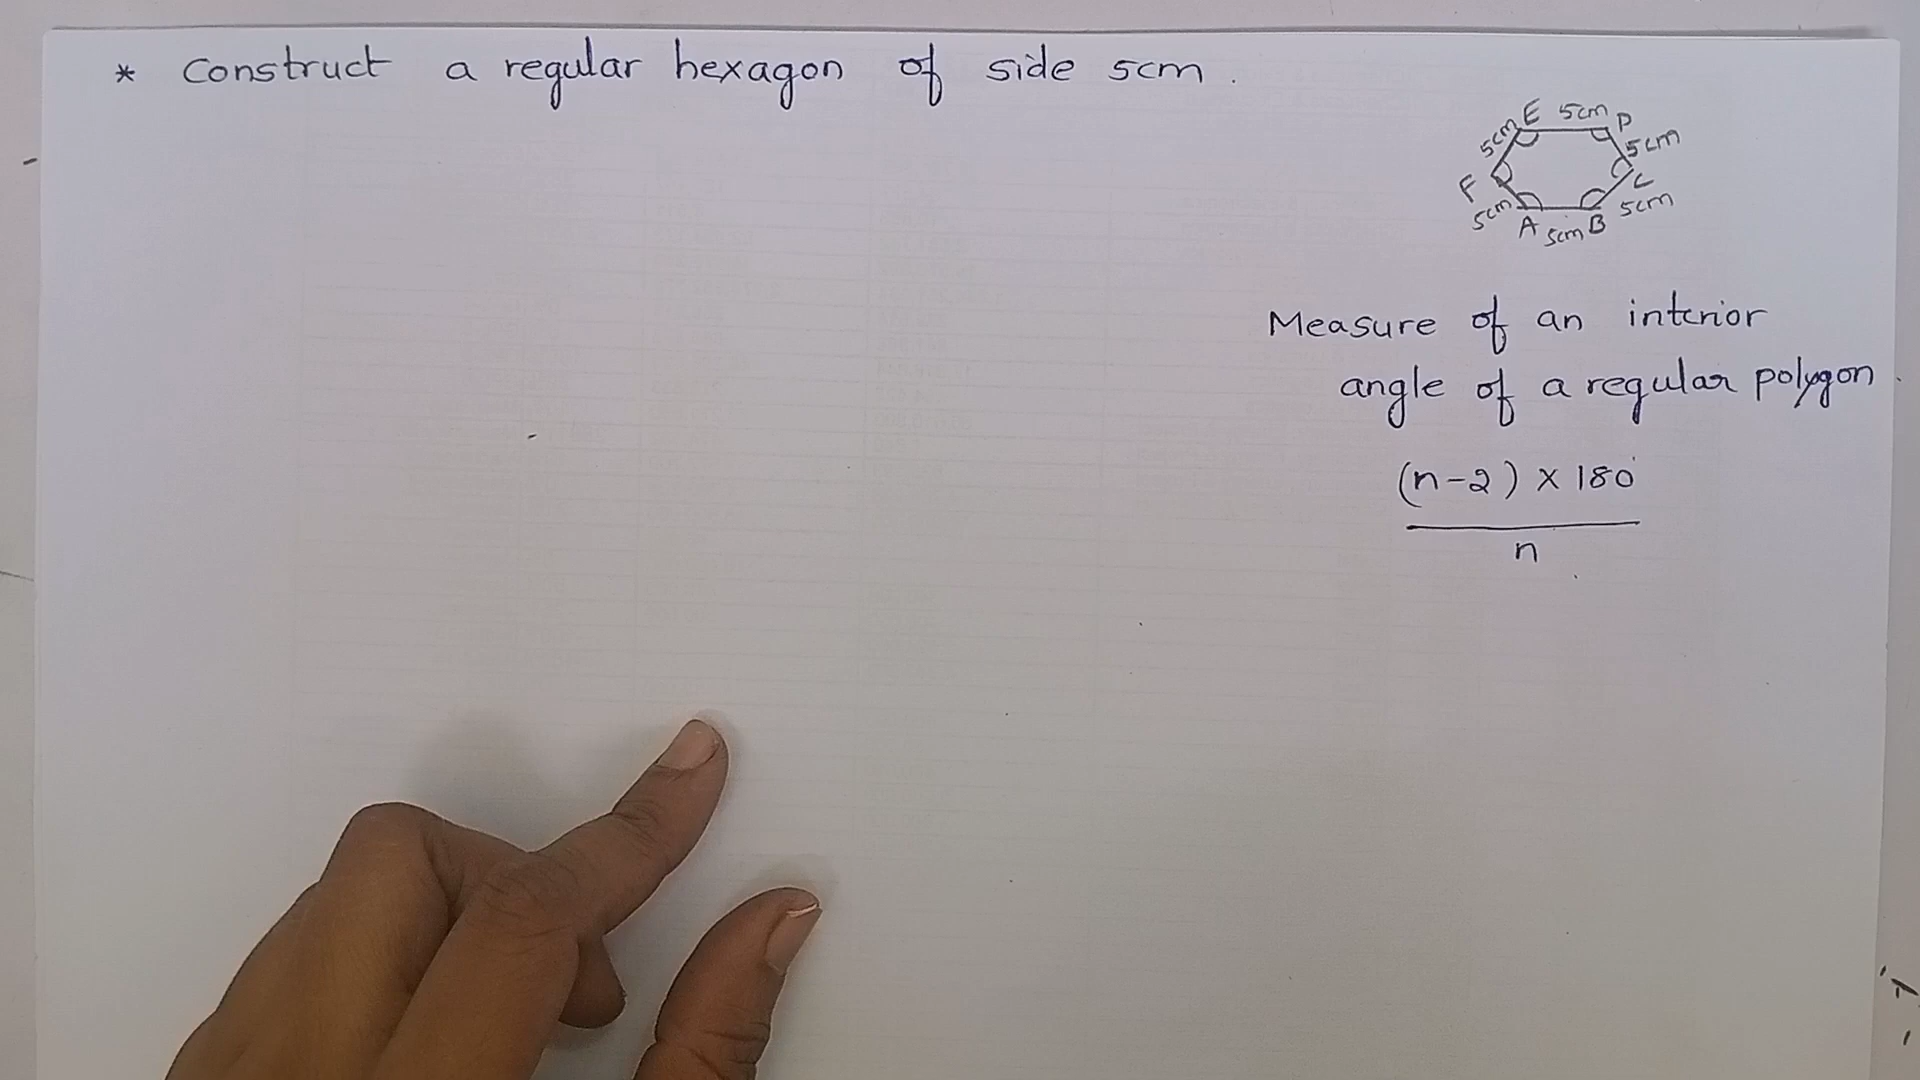 * Construct a regular hexagon of side 5cm.
E 5cm D
5cm 5cm
F C
5cm 5cm
A 5cm B
Measure of an interior
angle of a regular polygon
(n-2) × 180°
n